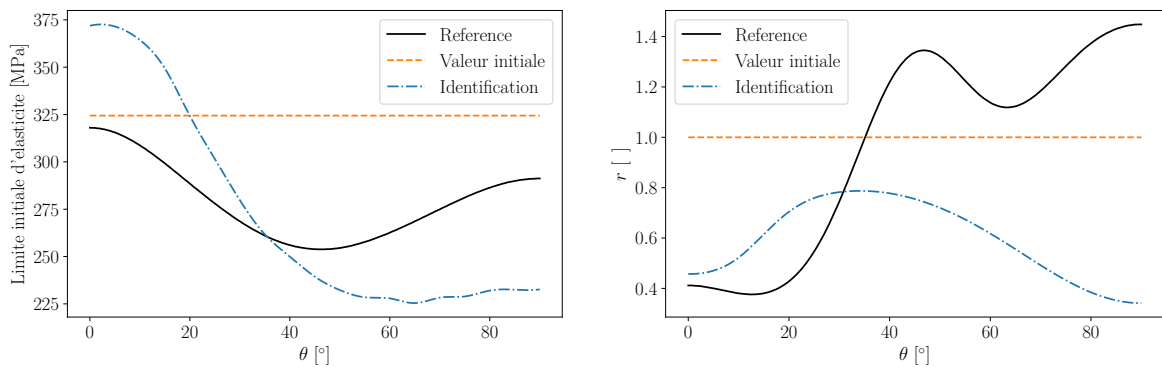 375
350
325
300
275
250
225
Limite initiale d'elasticite [MPa]
0
20
40
60
80
θ [°]
Reference
Valeur initiale
Identification
1.4
1.2
1.0
0.8
0.6
0.4
r [ ]
0
20
40
60
80
θ [°]
Reference
Valeur initiale
Identification